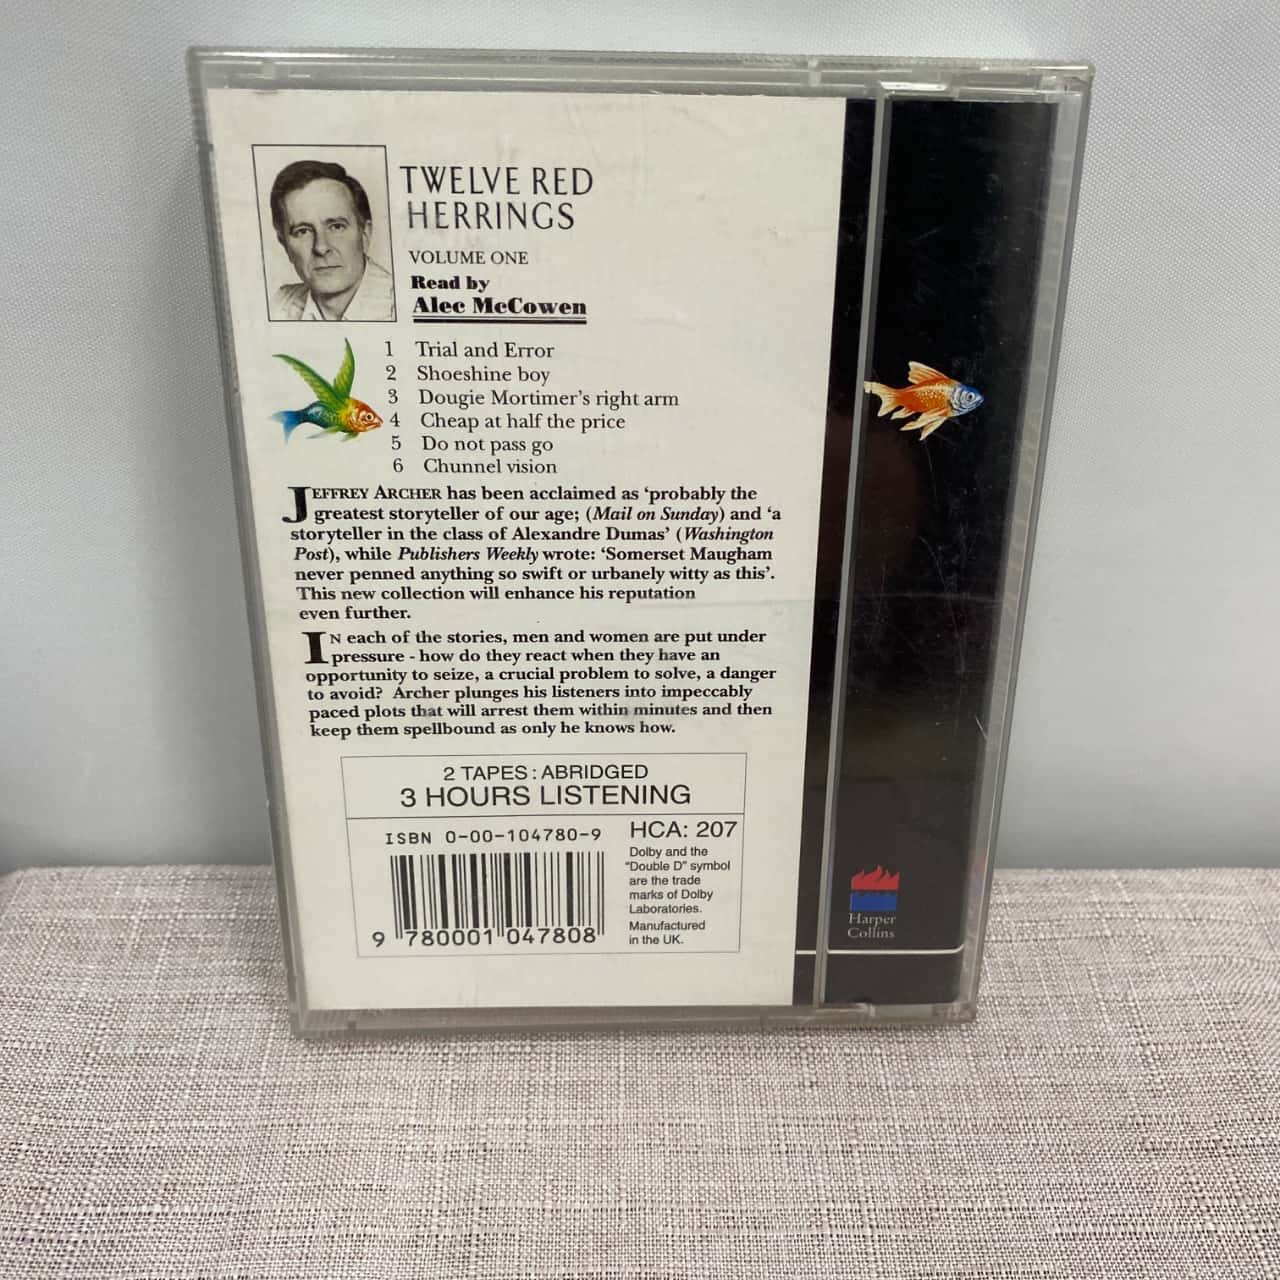 TWELVE RED
HERRINGS
VOLUME ONE
Read by
Alec McCowen
1 Trial and Error
2 Shoeshine boy
3 Dougie Mortimer's right arm
4 Cheap at half the price
5 Do not pass go
6 Chunnel vision
JEFFREY ARCHER has been acclaimed as ‘probably the
greatest storyteller of our age; (Mail on Sunday) and ‘a
storyteller in the class of Alexandre Dumas’ (Washington
Post), while Publishers Weekly wrote: ‘Somerset Maugham
never penned anything so swift or urbanely witty as this’.
This new collection will enhance his reputation
even further.
IN each of the stories, men and women are put under
pressure - how do they react when they have an
opportunity to seize, a crucial problem to solve, a danger
to avoid? Archer plunges his listeners into impeccably
paced plots that will arrest them within minutes and then
keep them spellbound as only he knows how.
2 TAPES : ABRIDGED
3 HOURS LISTENING
ISBN 0-00-104780-9
9 780001 047808
HCA: 207
Dolby and the
“Double D” symbol
are the trade
marks of Dolby
Laboratories.
Manufactured
in the UK.
Harper
Collins